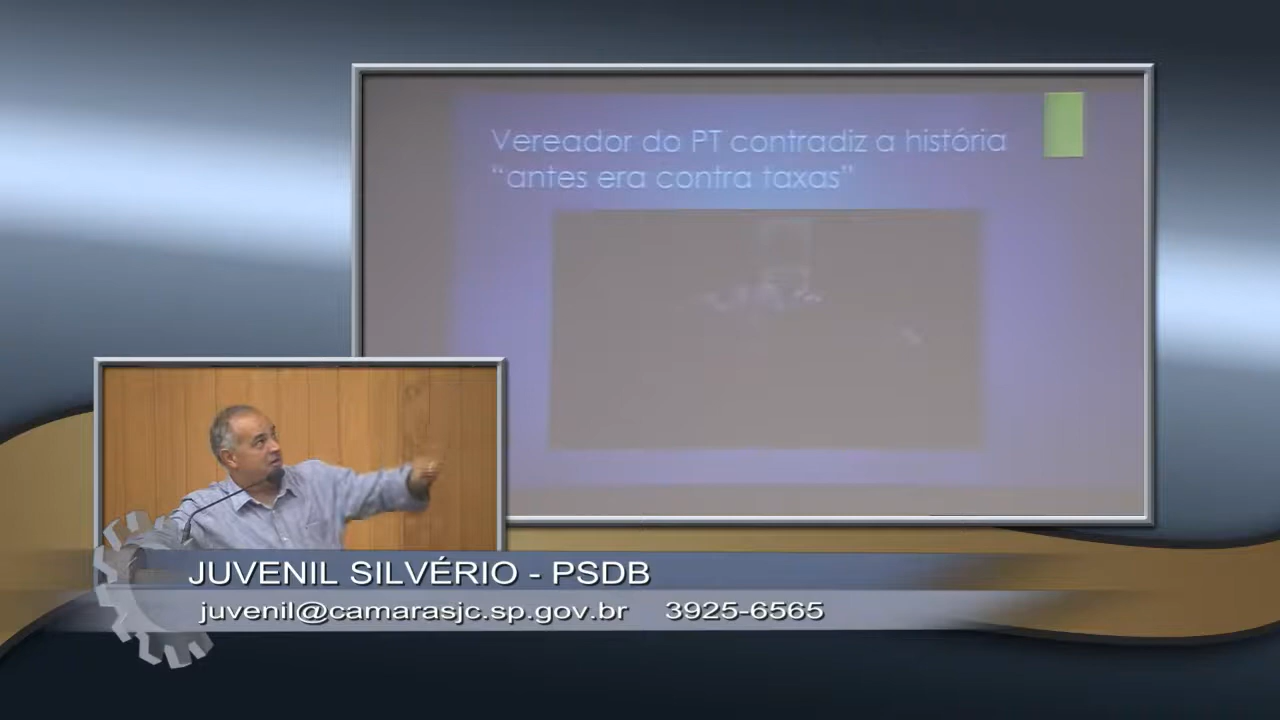 Vereador do PT contradiz a história
“antes era contra taxas”
JUVENIL SILVÉRIO - PSDB
juvenil@camarasjc.sp.gov.br 3925-6565